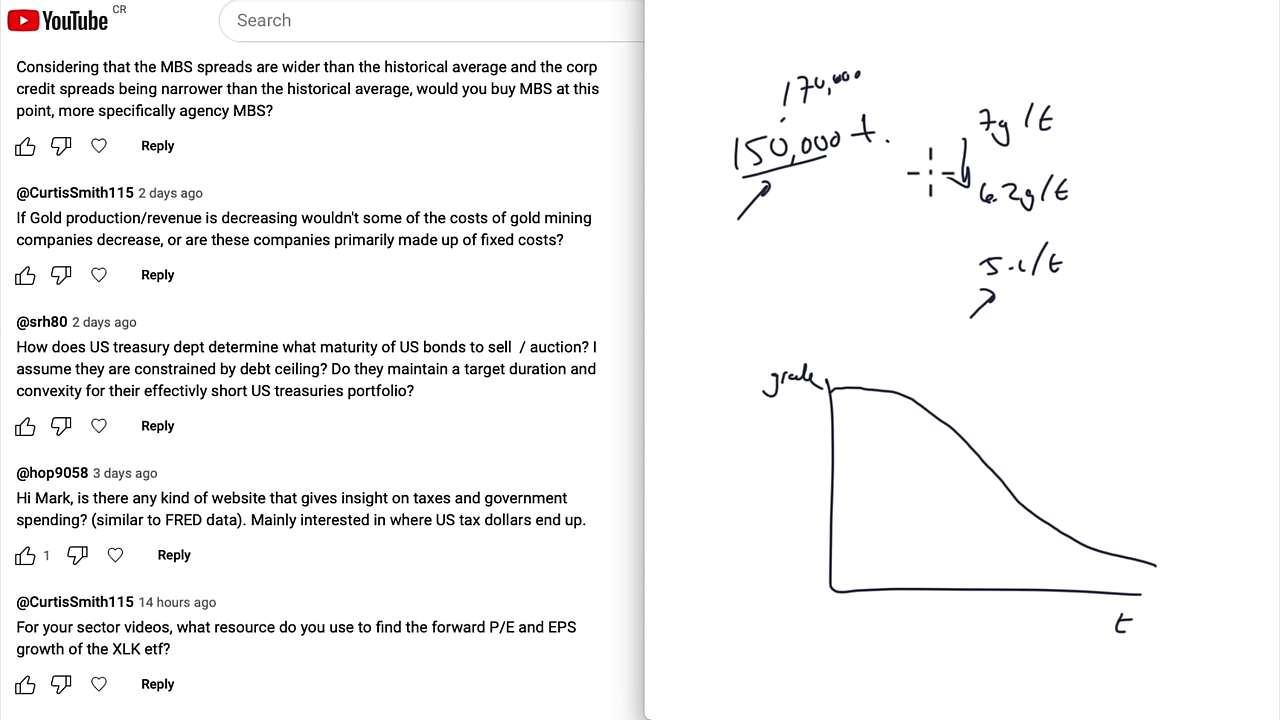 YouTube CR
Search
Considering that the MBS spreads are wider than the historical average and the corp
credit spreads being narrower than the historical average, would you buy MBS at this
point, more specifically agency MBS?
Reply
@CurtisSmith115 2 days ago
If Gold production/revenue is decreasing wouldn't some of the costs of gold mining
companies decrease, or are these companies primarily made up of fixed costs?
Reply
@srh80 2 days ago
How does US treasury dept determine what maturity of US bonds to sell / auction? I
assume they are constrained by debt ceiling? Do they maintain a target duration and
convexity for their effectivly short US treasuries portfolio?
Reply
@hop9058 3 days ago
Hi Mark, is there any kind of website that gives insight on taxes and government
spending? (similar to FRED data). Mainly interested in where US tax dollars end up.
1
Reply
@CurtisSmith115 14 hours ago
For your sector videos, what resource do you use to find the forward P/E and EPS
growth of the XLK etf?
Reply
170,000
150,000 t.
7g/t
6.2g/t
/t
grade
t